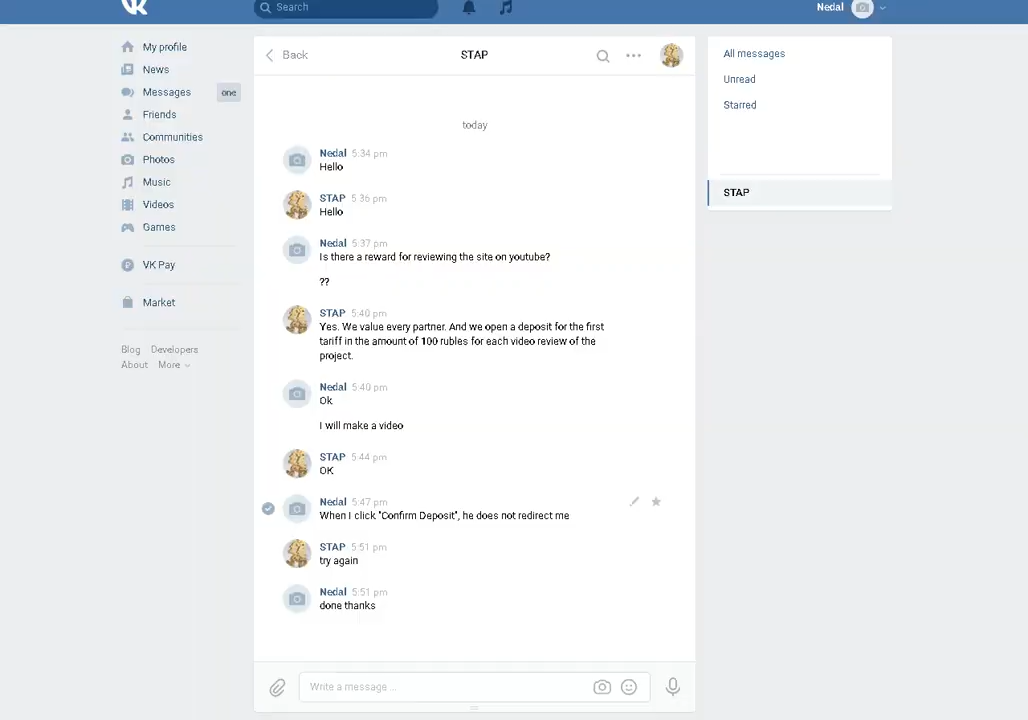 Search
Nedal
My profile
News
Messages
one
Friends
Communities
Photos
Music
Videos
Games
VK Pay
Market
Blog Developers
About More
Back
STAP
today
Nedal 5:34 pm
Hello
STAP 5:36 pm
Hello
Nedal 5:37 pm
Is there a reward for reviewing the site on youtube?
??
STAP 5:40 pm
Yes. We value every partner. And we open a deposit for the first
tariff in the amount of 100 rubles for each video review of the
project.
Nedal 5:40 pm
Ok
I will make a video
STAP 5:44 pm
OK
Nedal 5:47 pm
When I click "Confirm Deposit", he does not redirect me
STAP 5:51 pm
try again
Nedal 5:51 pm
done thanks
Write a message ...
All messages
Unread
Starred
STAP